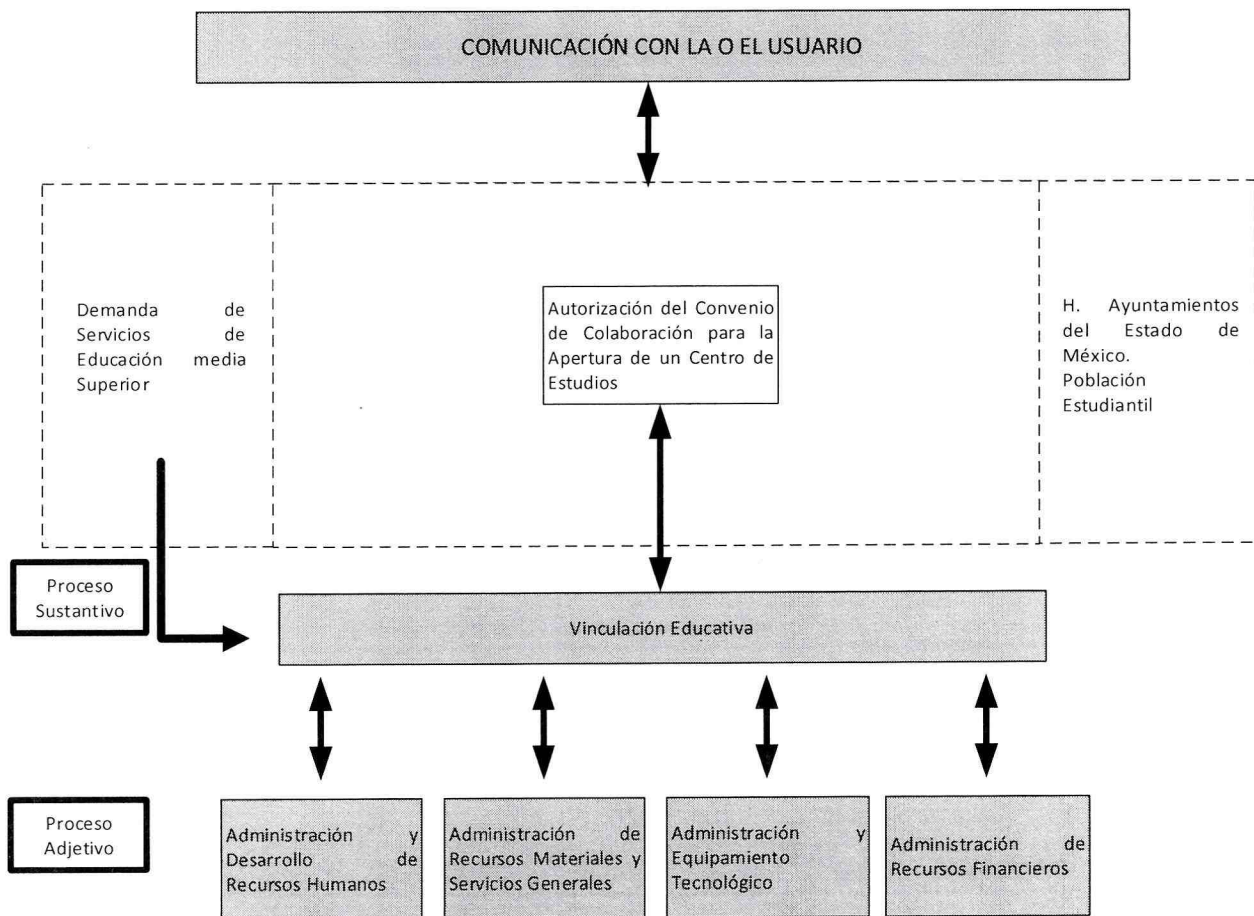 COMUNICACIÓN CON LA O EL USUARIO
Demanda de
Servicios de
Educación media
Superior
Autorización del Convenio
de Colaboración para la
Apertura de un Centro de
Estudios
H. Ayuntamientos
del Estado de
México.
Población
Estudiantil
Proceso
Sustantivo
Vinculación Educativa
Proceso
Adjetivo
Administración y
Desarrollo de
Recursos Humanos
Administración de
Recursos Materiales y
Servicios Generales
Administración y
Equipamiento
Tecnológico
Administración de
Recursos Financieros